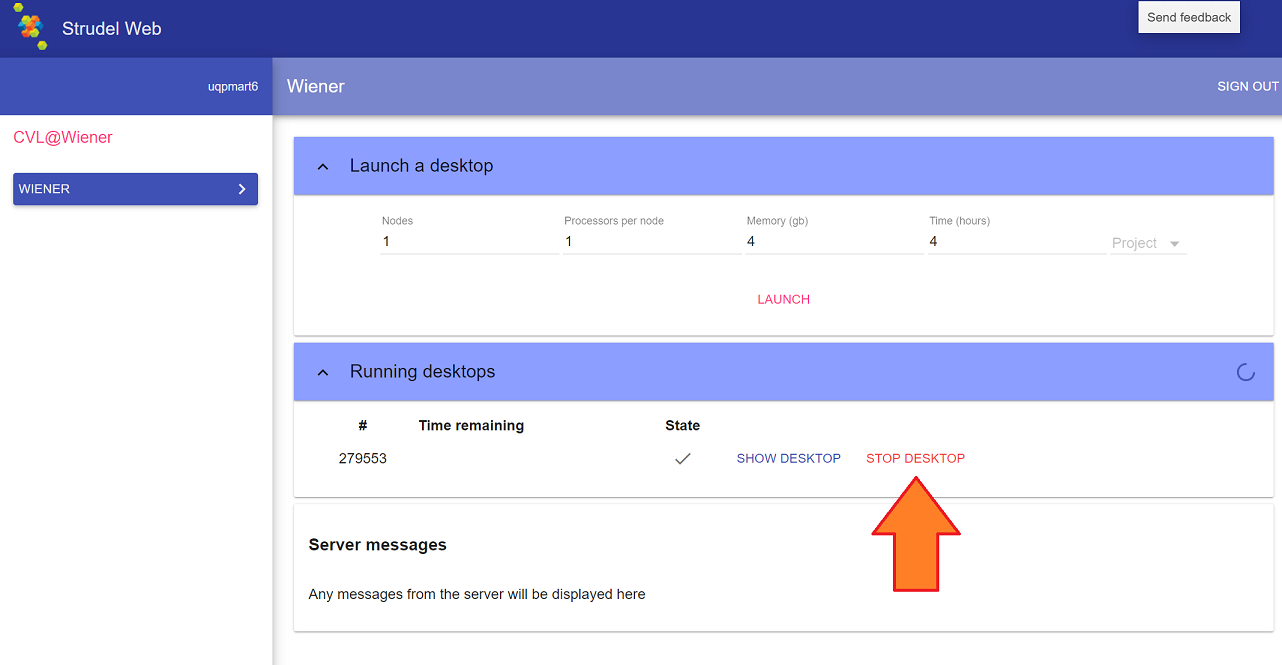 Strudel Web
Send feedback
uqpmart6
Wiener
SIGN OUT
CVL@Wiener
WIENER
Launch a desktop
Nodes Processors per node Memory (gb) Time (hours)
1 1 4 4 Project
LAUNCH
Running desktops
# Time remaining State
279553 SHOW DESKTOP STOP DESKTOP
Server messages
Any messages from the server will be displayed here